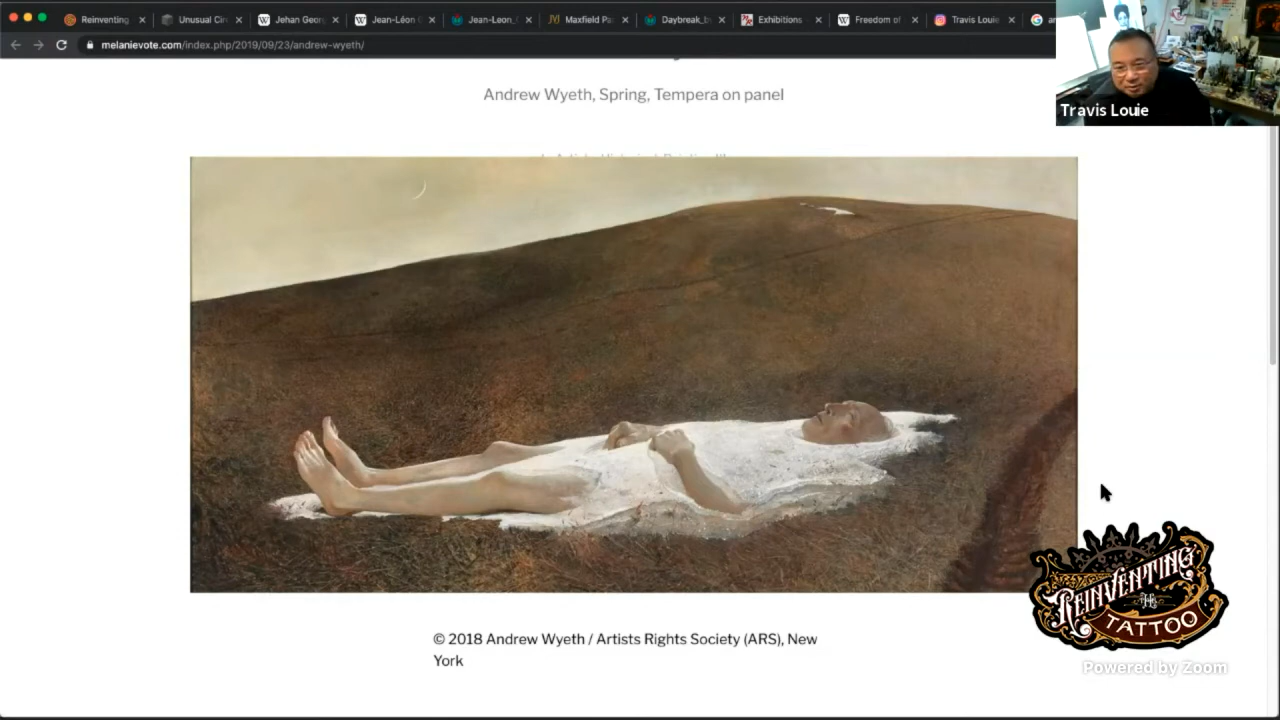 Reinventing
Unusual Cir
Jehan Geor
Jean-Léon
Jean-Leon_
Maxfield Pa
Daybreak_b
Exhibitions
Freedom of
Travis Louie
melanievote.com/index.php/2019/09/23/andrew-wyeth/
Travis Louie
Andrew Wyeth, Spring, Tempera on panel
© 2018 Andrew Wyeth / Artists Rights Society (ARS), New
York
REINVENTING
THE
TATTOO
Powered by Zoom